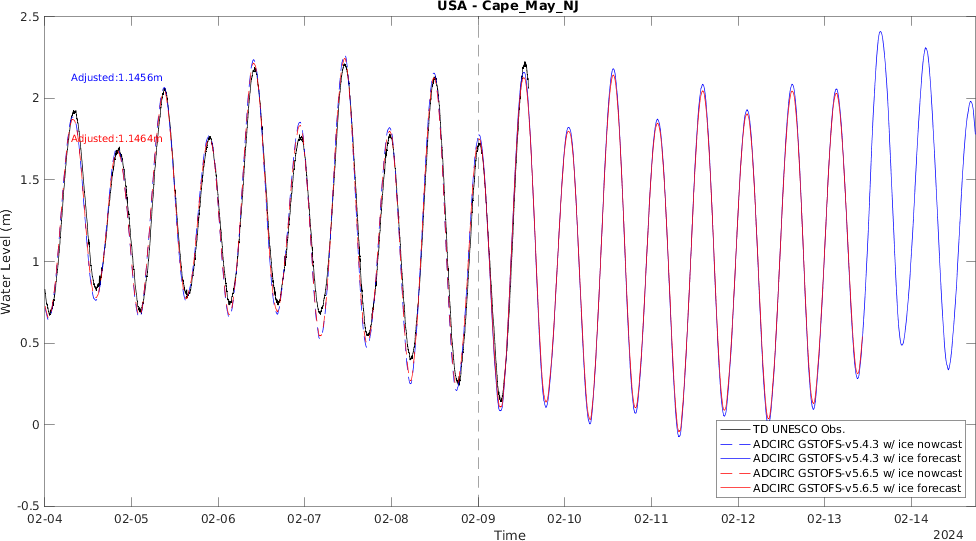 USA - Cape_May_NJ
2.5
2
1.5
1
0.5
0
-0.5
Water Level (m)
Adjusted:1.1456m
Adjusted:1.1464m
TD UNESCO Obs.
ADCIRC GSTOFS-v5.4.3 w/ ice nowcast
ADCIRC GSTOFS-v5.4.3 w/ ice forecast
ADCIRC GSTOFS-v5.6.5 w/ ice nowcast
ADCIRC GSTOFS-v5.6.5 w/ ice forecast
02-04 02-05 02-06 02-07 02-08 02-09 02-10 02-11 02-12 02-13 02-14
Time
2024